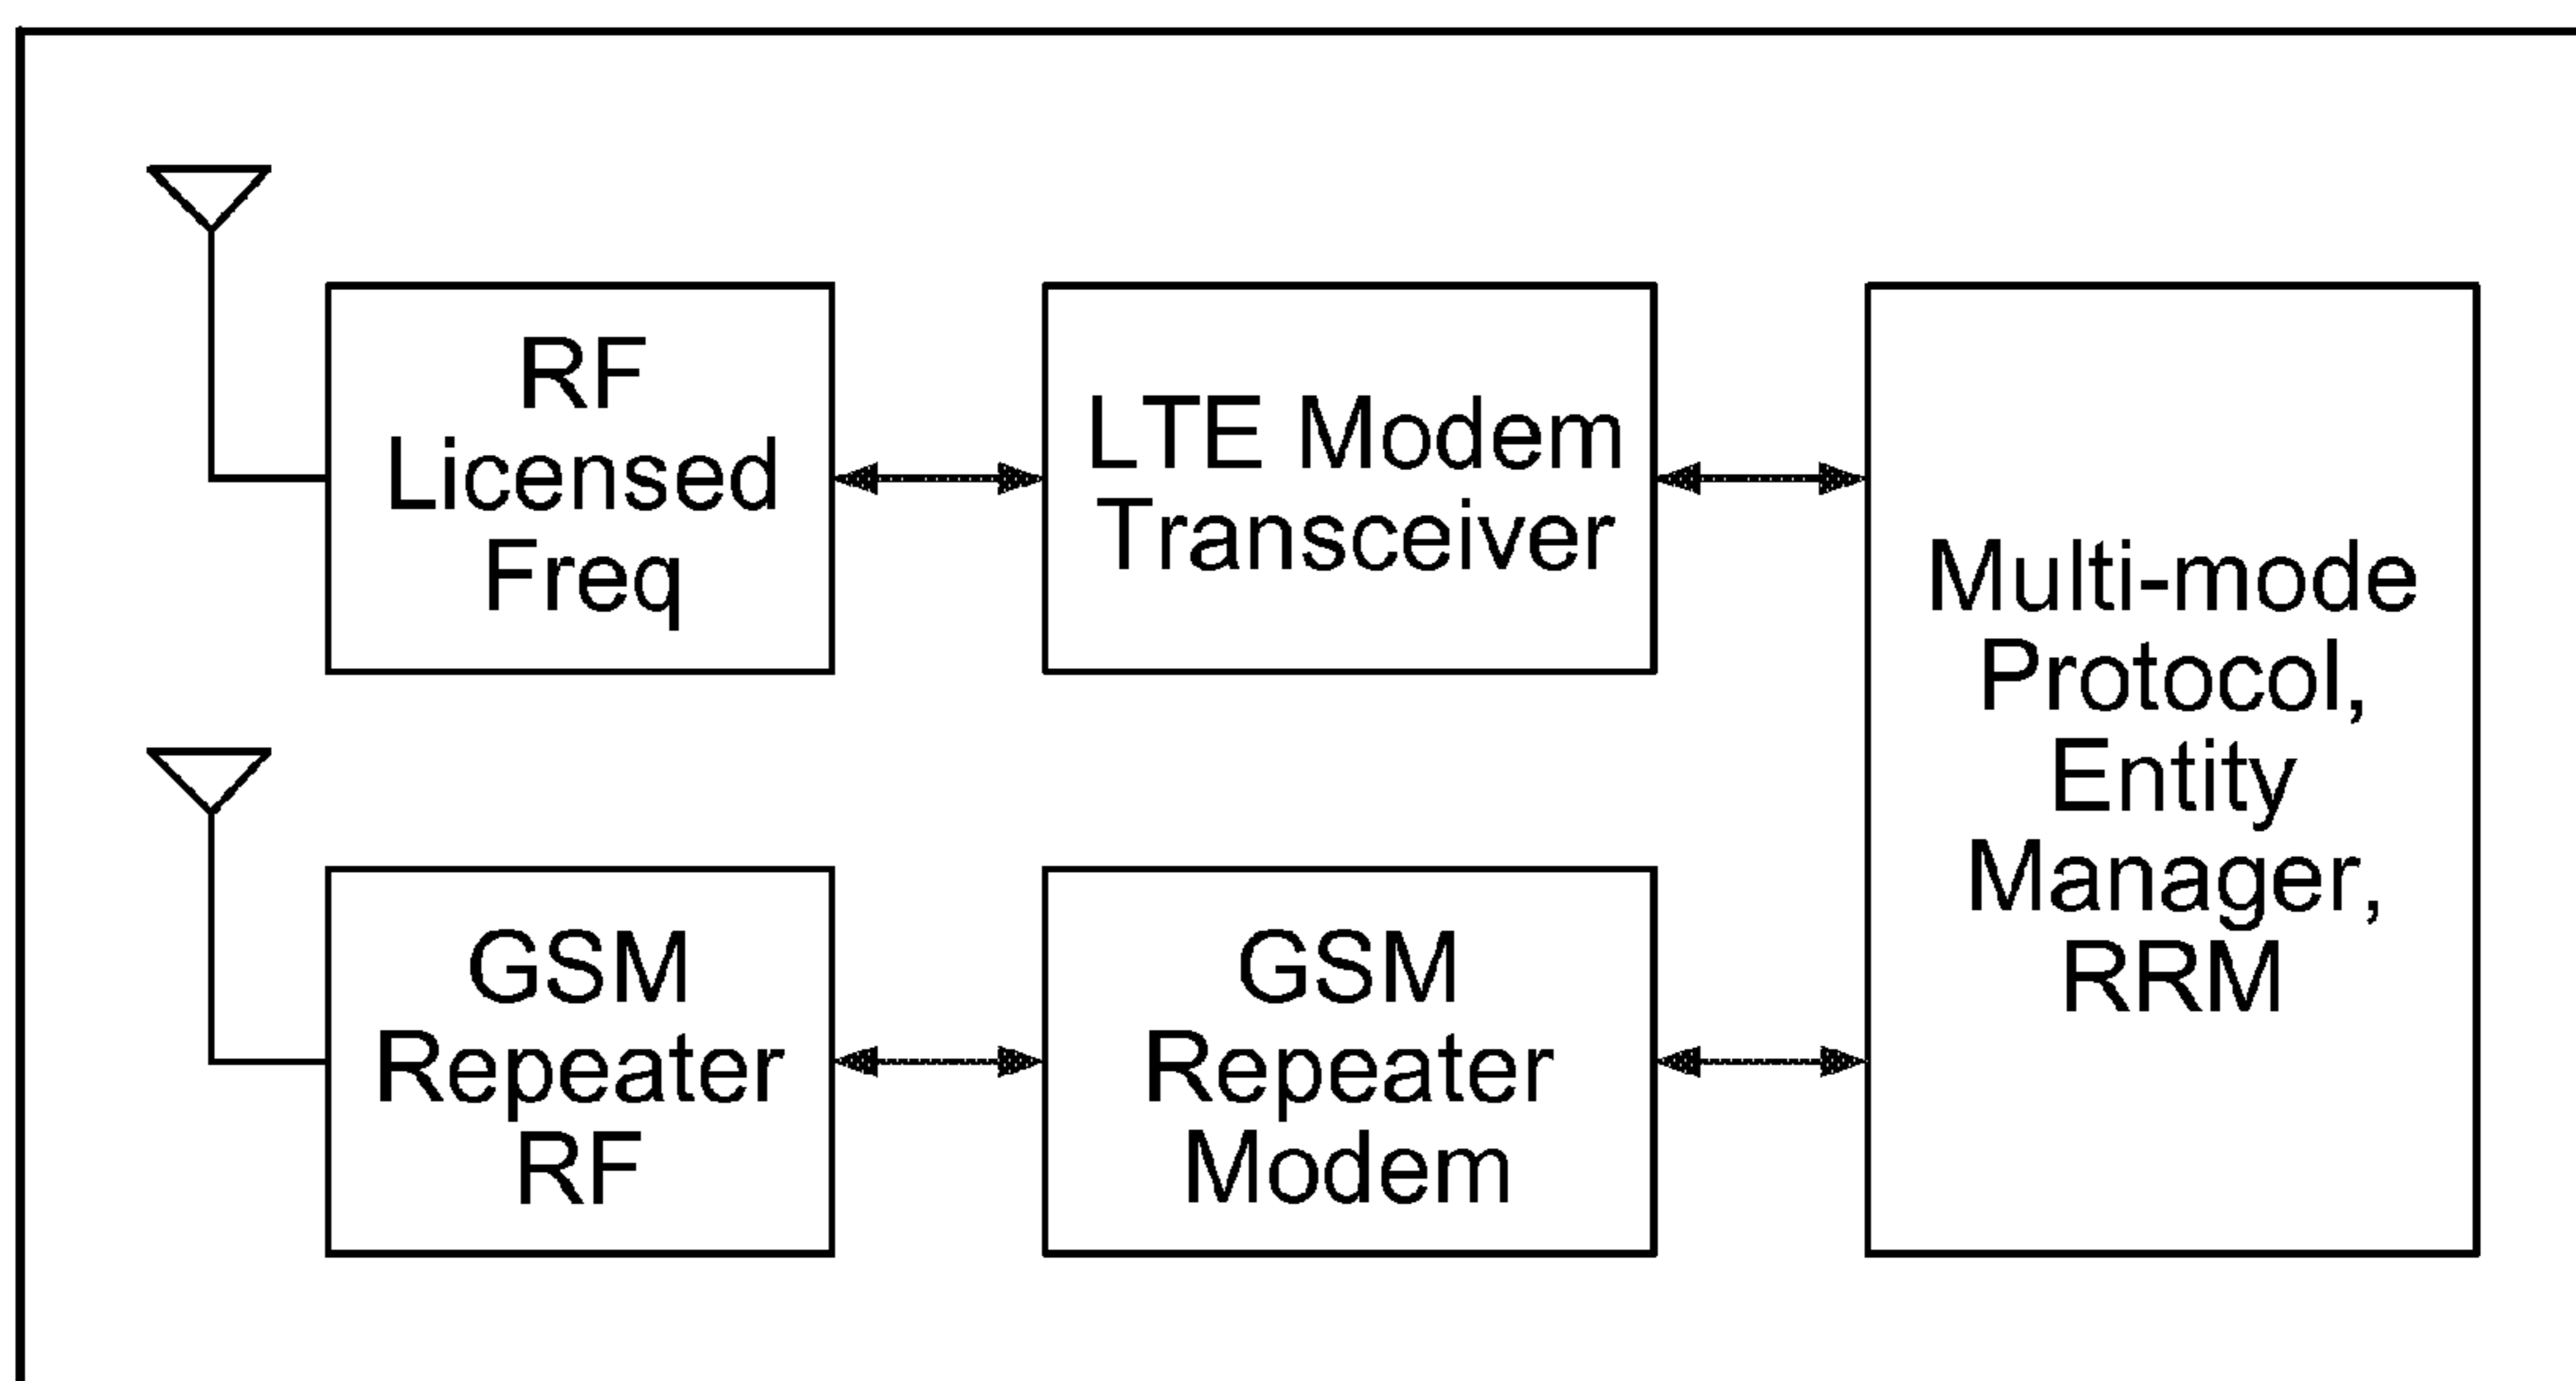 RF
Licensed
Freq
LTE Modem
Transceiver
Multi-mode
Protocol,
Entity
Manager,
RRM
GSM
Repeater
RF
GSM
Repeater
Modem